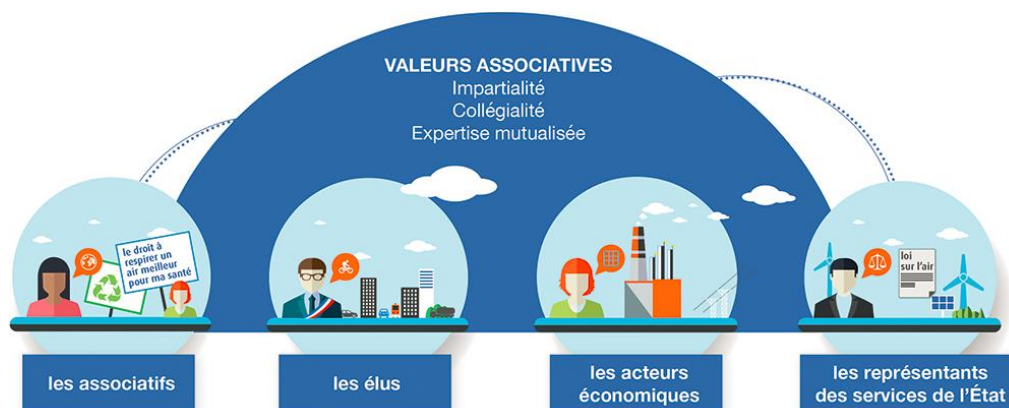 VALEURS ASSOCIATIVES
Impartialité
Collégialité
Expertise mutualisée
le droit à
respirer un
air meilleur
pour ma santé
loi
sur l'air
les associatifs
les élus
les acteurs
économiques
les représentants
des services de l'État